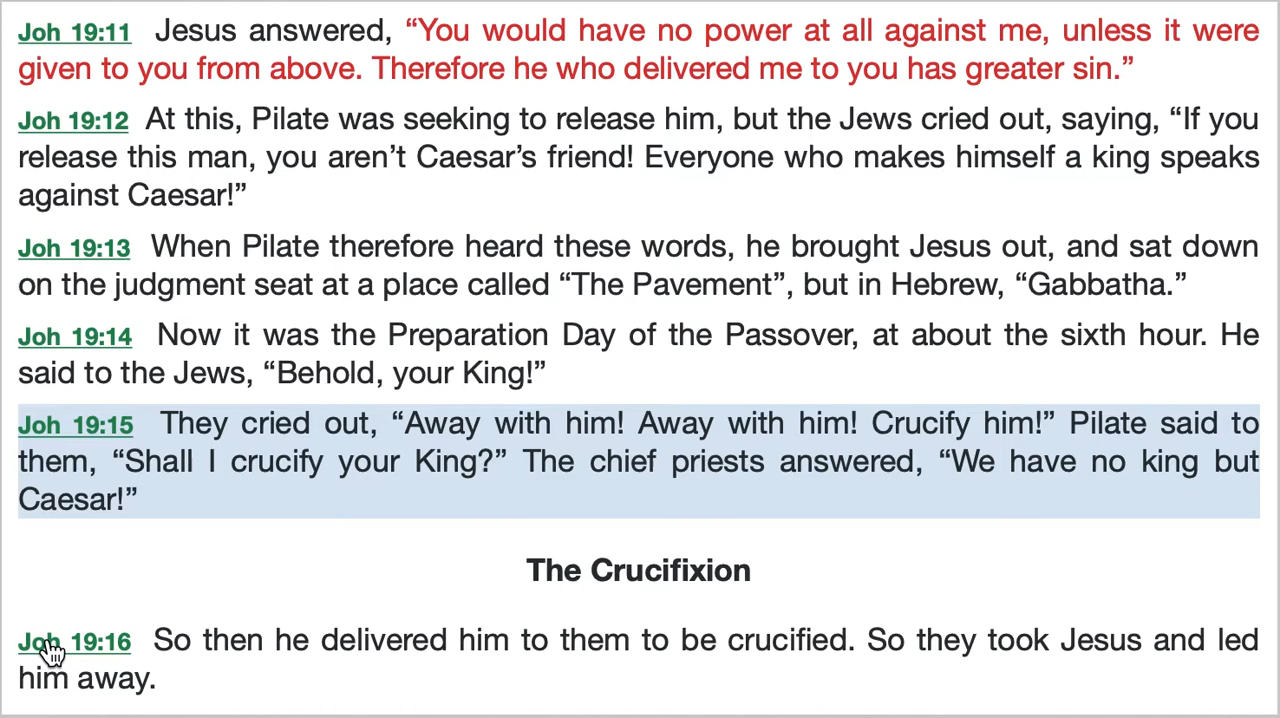 Joh 19:11 Jesus answered, “You would have no power at all against me, unless it were
given to you from above. Therefore he who delivered me to you has greater sin.”
Joh 19:12 At this, Pilate was seeking to release him, but the Jews cried out, saying, “If you
release this man, you aren’t Caesar’s friend! Everyone who makes himself a king speaks
against Caesar!”
Joh 19:13 When Pilate therefore heard these words, he brought Jesus out, and sat down
on the judgment seat at a place called “The Pavement”, but in Hebrew, “Gabbatha.”
Joh 19:14 Now it was the Preparation Day of the Passover, at about the sixth hour. He
said to the Jews, “Behold, your King!”
Joh 19:15 They cried out, “Away with him! Away with him! Crucify him!” Pilate said to
them, “Shall I crucify your King?” The chief priests answered, “We have no king but
Caesar!”
The Crucifixion
Joh 19:16 So then he delivered him to them to be crucified. So they took Jesus and led
him away.